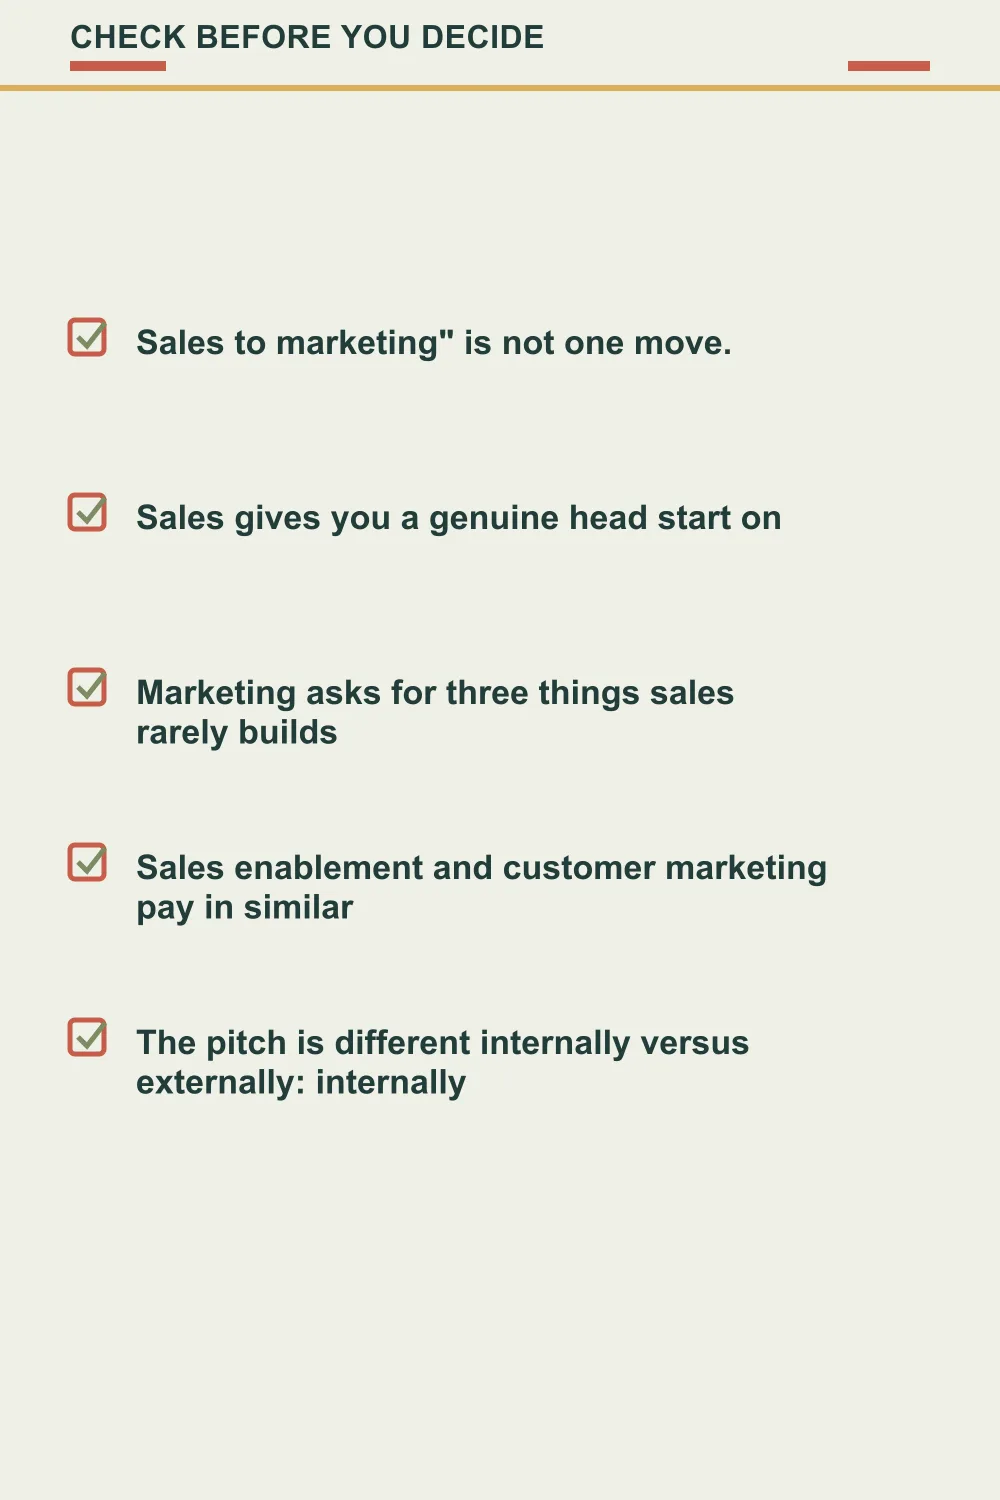 CHECK BEFORE YOU DECIDE
Sales to marketing" is not one move.
Sales gives you a genuine head start on
Marketing asks for three things sales
rarely builds
Sales enablement and customer marketing
pay in similar
The pitch is different internally versus
externally: internally